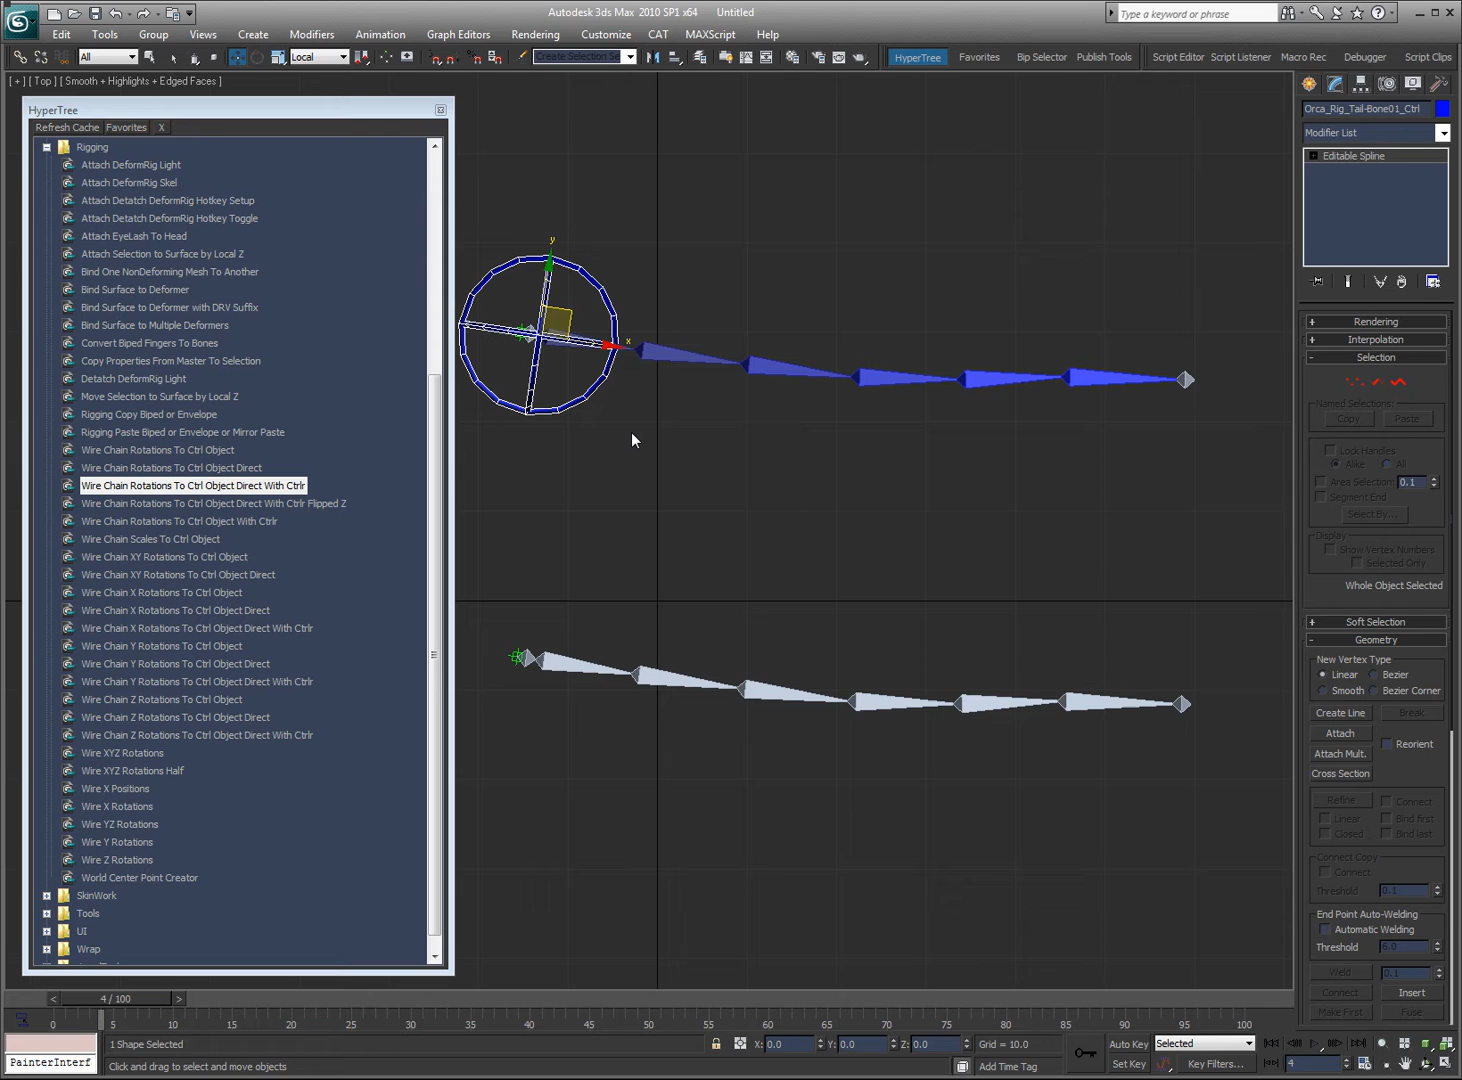 Autodesk 3ds Max 2010 SP1 x64 Untitled
Type a keyword or phrase
Edit Tools Group Views Create Modifiers Animation Graph Editors Rendering Customize CAT MAXScript Help
All Local Create Selection Se HyperTree Favorites Bip Selector Publish Tools Script Editor Script Listener Macro Rec Debugger Script Clips
[ + ] [ Top ] [ Smooth + Highlights + Edged Faces ]
HyperTree
Refresh Cache Favorites X
Rigging
Attach DeformRig Light
Attach DeformRig Skel
Attach Detatch DeformRig Hotkey Setup
Attach Detatch DeformRig Hotkey Toggle
Attach EyeLash To Head
Attach Selection to Surface by Local Z
Bind One NonDeforming Mesh To Another
Bind Surface to Deformer
Bind Surface to Deformer with DRV Suffix
Bind Surface to Multiple Deformers
Convert Biped Fingers To Bones
Copy Properties From Master To Selection
Detatch DeformRig Light
Move Selection to Surface by Local Z
Rigging Copy Biped or Envelope
Rigging Paste Biped or Envelope or Mirror Paste
Wire Chain Rotations To Ctrl Object
Wire Chain Rotations To Ctrl Object Direct
Wire Chain Rotations To Ctrl Object Direct With Ctrlr
Wire Chain Rotations To Ctrl Object Direct With Ctrlr Flipped Z
Wire Chain Rotations To Ctrl Object With Ctrlr
Wire Chain Scales To Ctrl Object
Wire Chain XY Rotations To Ctrl Object
Wire Chain XY Rotations To Ctrl Object Direct
Wire Chain X Rotations To Ctrl Object
Wire Chain X Rotations To Ctrl Object Direct
Wire Chain X Rotations To Ctrl Object Direct With Ctrlr
Wire Chain Y Rotations To Ctrl Object
Wire Chain Y Rotations To Ctrl Object Direct
Wire Chain Y Rotations To Ctrl Object Direct With Ctrlr
Wire Chain Z Rotations To Ctrl Object
Wire Chain Z Rotations To Ctrl Object Direct
Wire Chain Z Rotations To Ctrl Object Direct With Ctrlr
Wire XYZ Rotations
Wire XYZ Rotations Half
Wire X Positions
Wire X Rotations
Wire YZ Rotations
Wire Y Rotations
Wire Z Rotations
World Center Point Creator
SkinWork
Tools
UI
Wrap
y
x
Orca_Rig_Tail-Bone01_Ctrl
Modifier List
Editable Spline
+ Rendering
+ Interpolation
- Selection
Named Selections:
Copy Paste
Lock Handles
Alike All
Area Selection: 0.1
Segment End
Select By...
Display
Show Vertex Numbers
Selected Only
Whole Object Selected
+ Soft Selection
- Geometry
New Vertex Type
Linear Bezier
Smooth Bezier Corner
Create Line Break
Attach Reorient
Attach Mult.
Cross Section
Refine Connect
Linear Bind first
Closed Bind last
Connect Copy
Connect
Threshold 0.1
End Point Auto-Welding
Automatic Welding
Threshold 6.0
Weld 0.1
Connect Insert
Make First Fuse
< 4 / 100 >
0 5 10 15 20 25 30 35 40 45 50 55 60 65 70 75 80 85 90 95 100
1 Shape Selected X: 0.0 Y: 0.0 Z: 0.0 Grid = 10.0 Auto Key Selected
PainterInterf Click and drag to select and move objects Add Time Tag Set Key Key Filters... 4